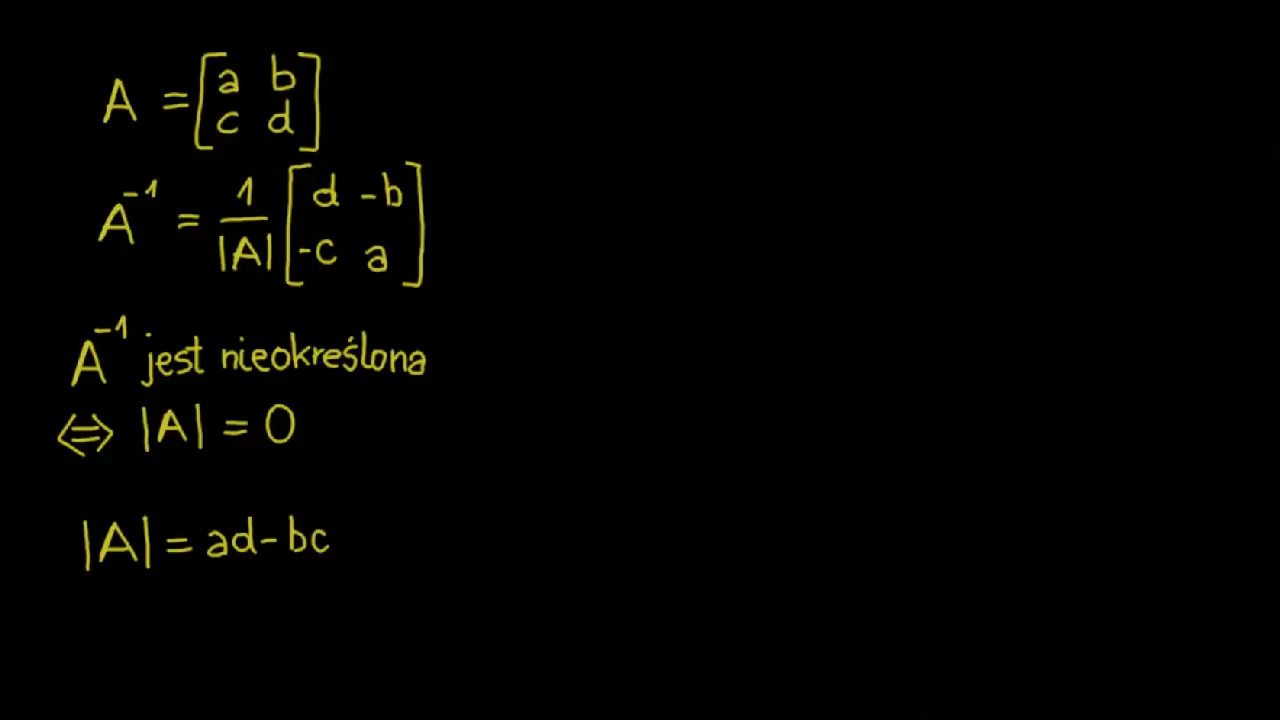 A = [a b
c d]
A⁻¹ = 1/|A| [d -b
-c a]
A⁻¹ jest nieokreślona
⇔ |A| = 0
|A| = ad - bc